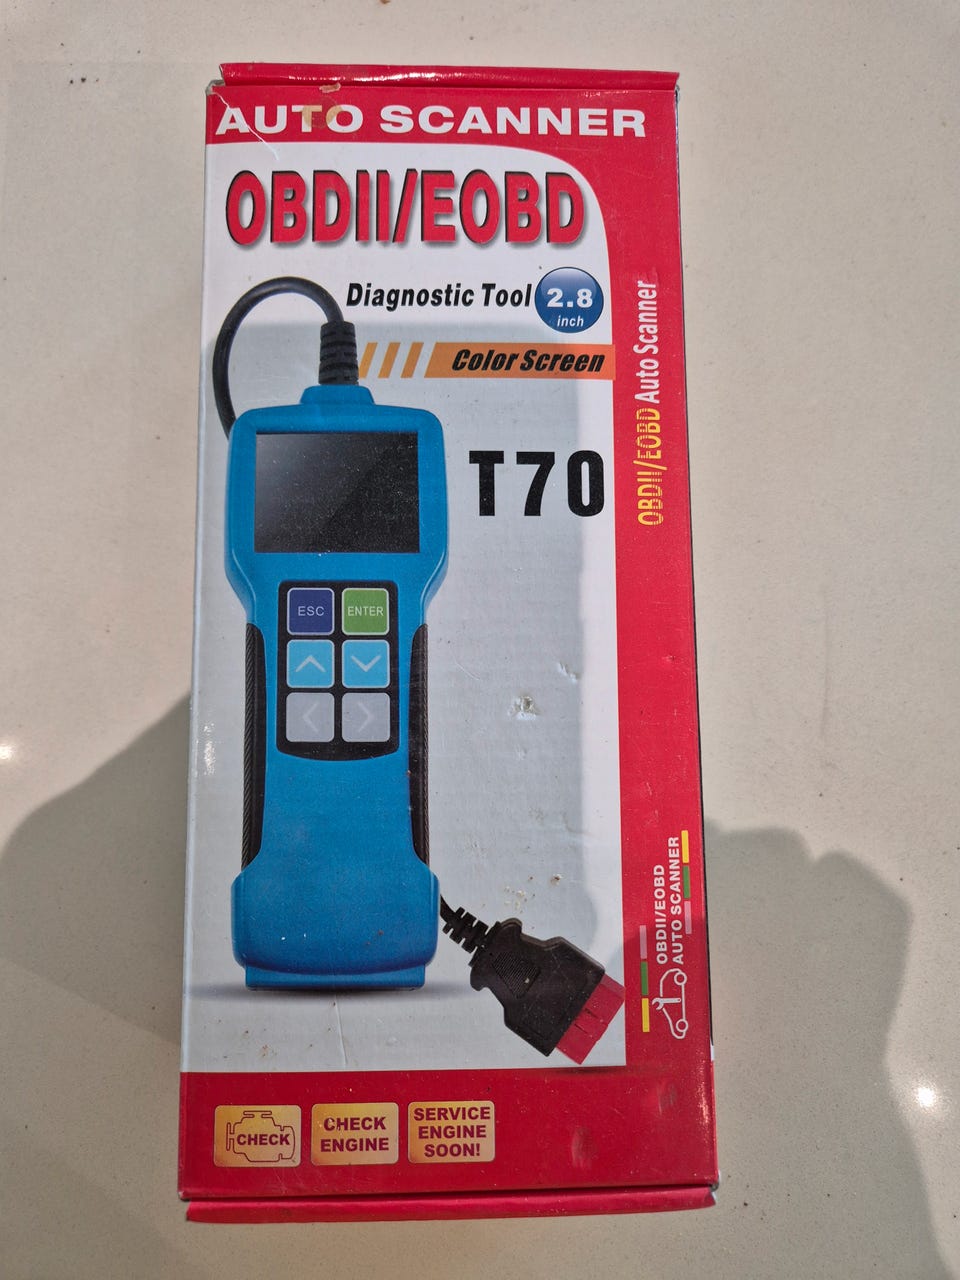 AUTO SCANNER
OBDII/EOBD
Diagnostic Tool
2.8
inch
Color Screen
T70
ESC
ENTER
OBDII/EOBD Auto Scanner
OBDII/EOBD
AUTO SCANNER
CHECK
CHECK
ENGINE
SERVICE
ENGINE
SOON!